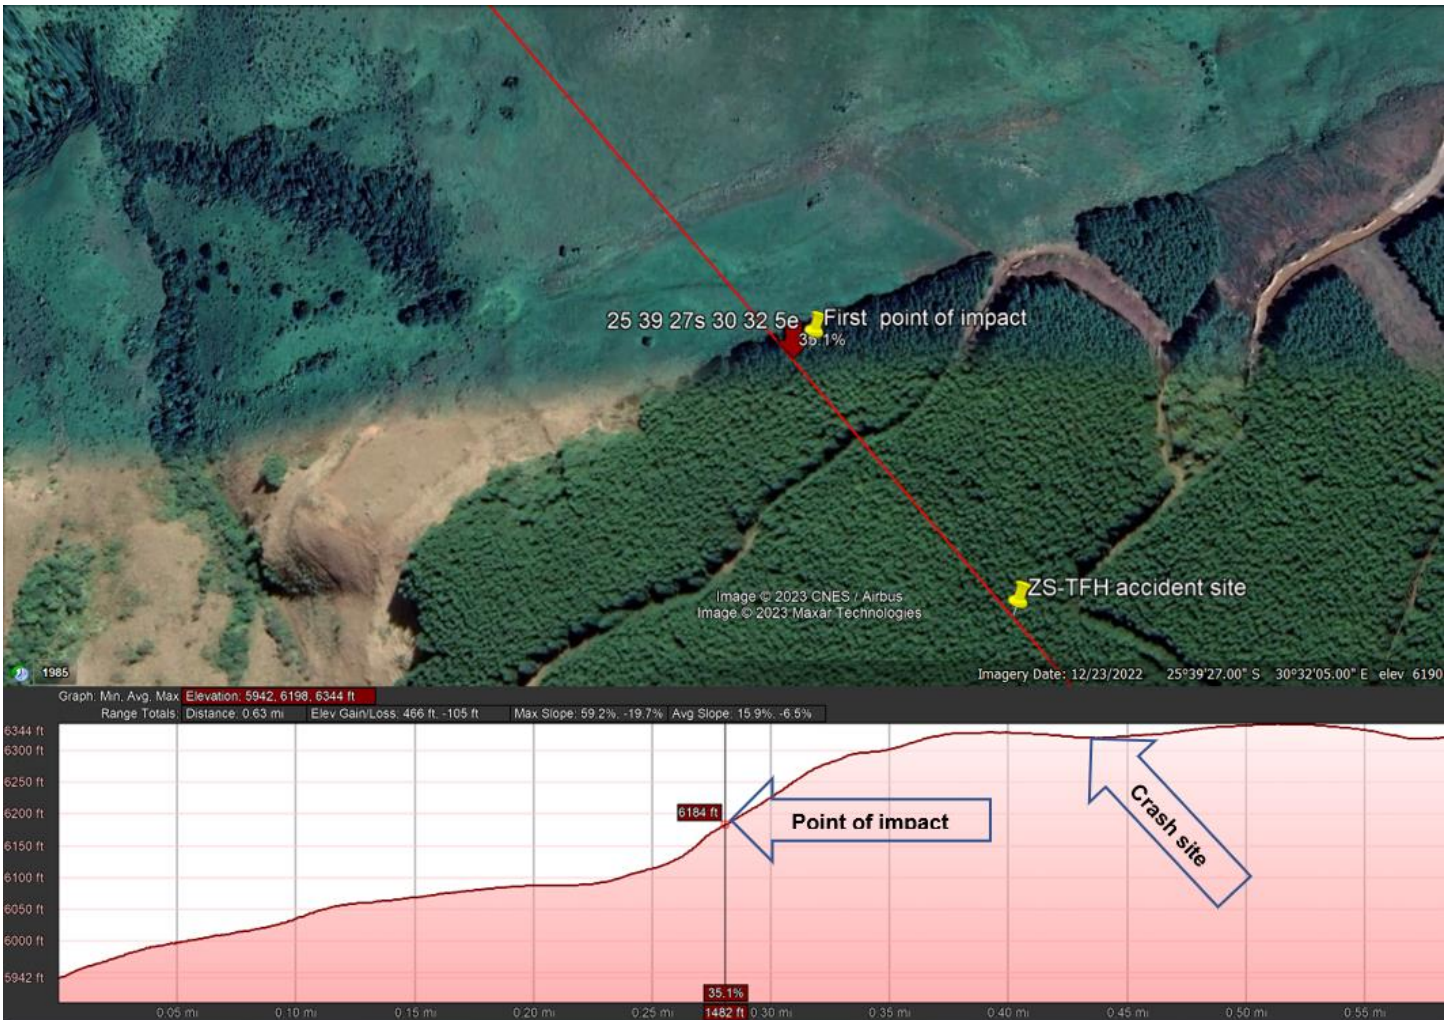 25 39 27s 30 32 5e
First point of impact
35.1%
ZS-TFH accident site
Image © 2023 CNES / Airbus
Image © 2023 Maxar Technologies
1985
Imagery Date: 12/23/2022 25°39'27.00" S 30°32'05.00" E elev 6190
Graph: Min, Avg, Max Elevation: 5942, 6198, 6344 ft
Range Totals: Distance: 0.63 mi Elev Gain/Loss: 466 ft, -105 ft Max Slope: 59.2%, -19.7% Avg Slope: 15.9%, -6.5%
6344 ft
6300 ft
6250 ft
6200 ft
6150 ft
6100 ft
6050 ft
6000 ft
5942 ft
6184 ft
Point of impact
Crash site
35.1%
0.05 mi 0.10 mi 0.15 mi 0.20 mi 0.25 mi 1482 ft 0.30 mi 0.35 mi 0.40 mi 0.45 mi 0.50 mi 0.55 mi